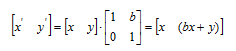 [x' y'] = [x y] · [1 b
0 1] = [x (bx + y)]